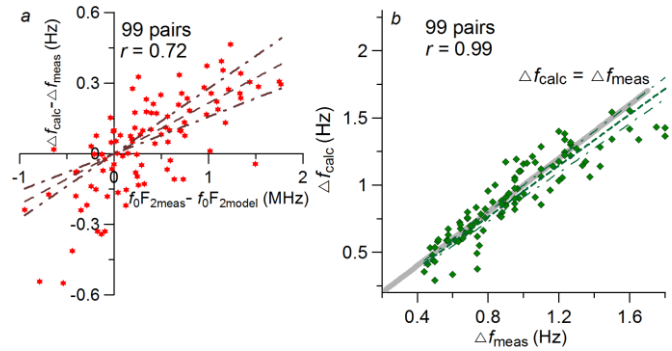 a
99 pairs
r = 0.72
△fcalc–△fmeas (Hz)
0.6
0.3
0
-0.3
-0.6
-1
0
1
2
f0F2meas- f0F2model (MHz)
b
99 pairs
r = 0.99
△fcalc = △fmeas
△fcalc (Hz)
2
1.5
1
0.5
0.4
0.8
1.2
1.6
△fmeas (Hz)